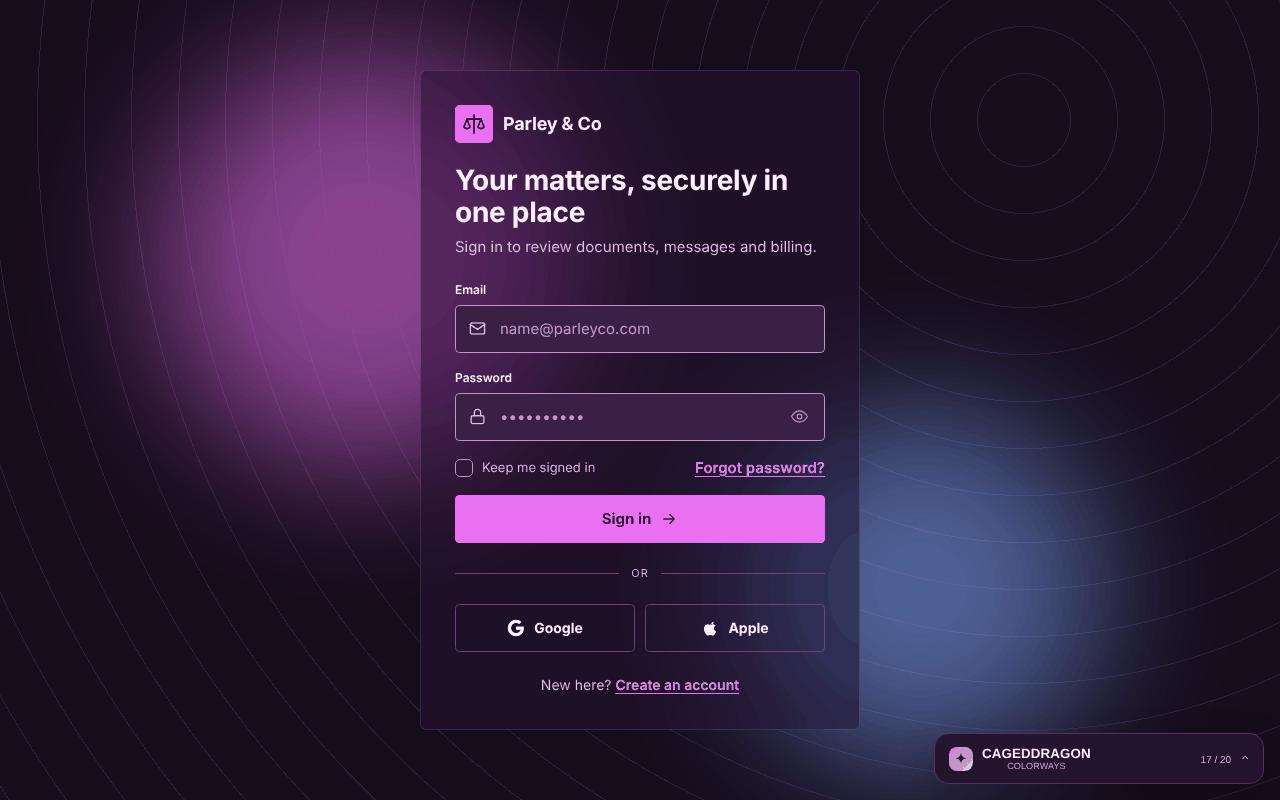 Parley & Co
Your matters, securely in
one place
Sign in to review documents, messages and billing.
Email
name@parleyco.com
Password
Keep me signed in
Forgot password?
Sign in
OR
Google
Apple
New here? Create an account
CAGEDDRAGON
COLORWAYS
17 / 20